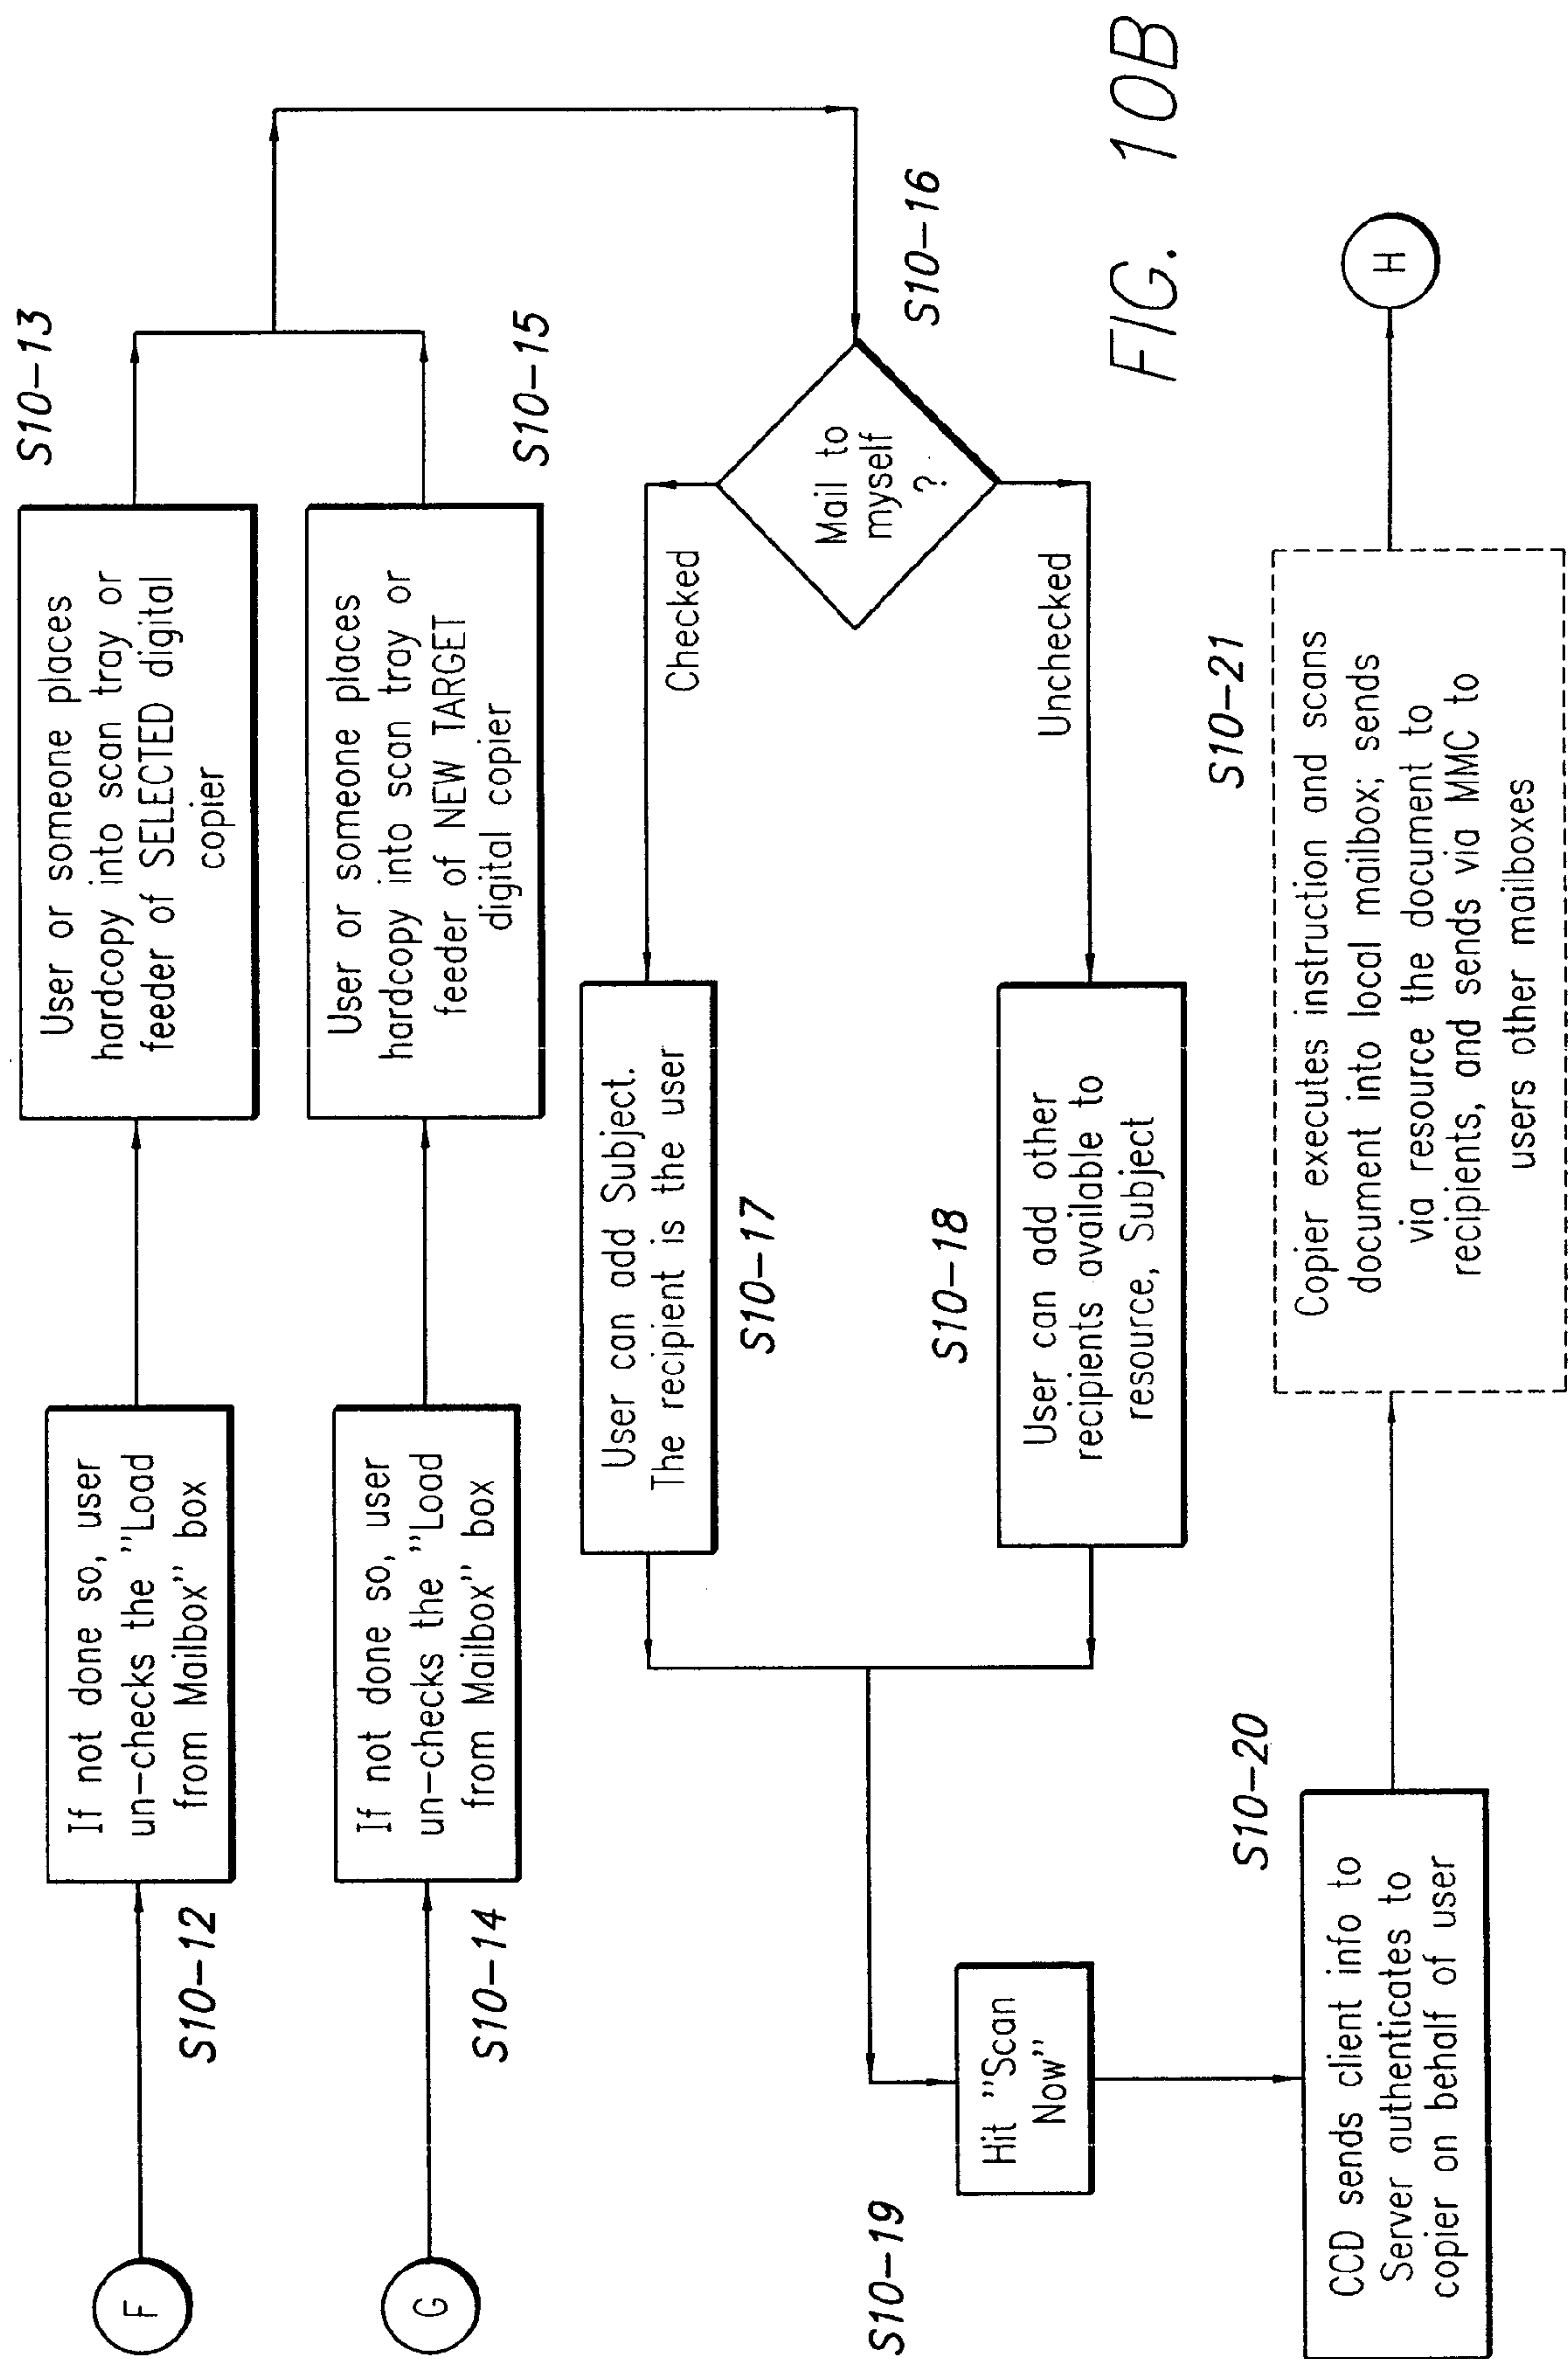 F
S10-12
If not done so, user
un-checks the "Load
from Mailbox" box
S10-13
User or someone places
hardcopy into scan tray or
feeder of SELECTED digital
copier
G
S10-14
If not done so, user
un-checks the "Load
from Mailbox" box
S10-15
User or someone places
hardcopy into scan tray or
feeder of NEW TARGET
digital copier
S10-16
Mail to
myself
?
Checked
User can add Subject.
The recipient is the user
S10-17
Unchecked
S10-18
User can add other
recipients available to
resource, Subject
S10-19
Hit "Scan
Now"
S10-20
CCD sends client info to
Server authenticates to
copier on behalf of user
S10-21
Copier executes instruction and scans
document into local mailbox; sends
via resource the document to
recipients, and sends via MMC to
users other mailboxes
H
FIG. 10B